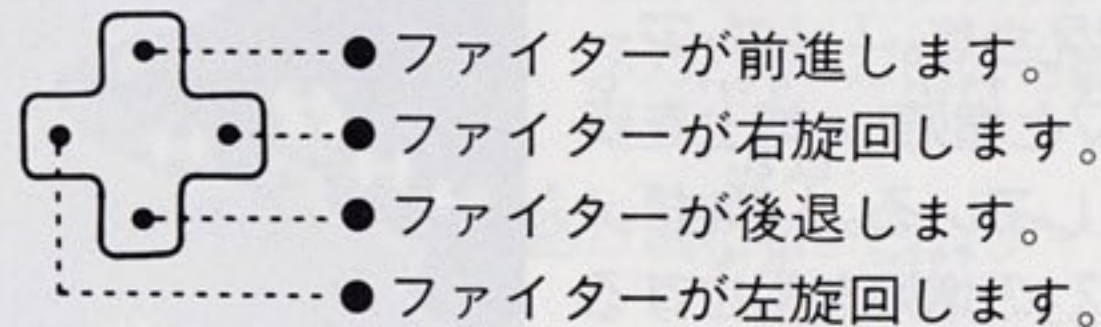 ●ファイターが前進します。
●ファイターが右旋回します。
●ファイターが後退します。
●ファイターが左旋回します。